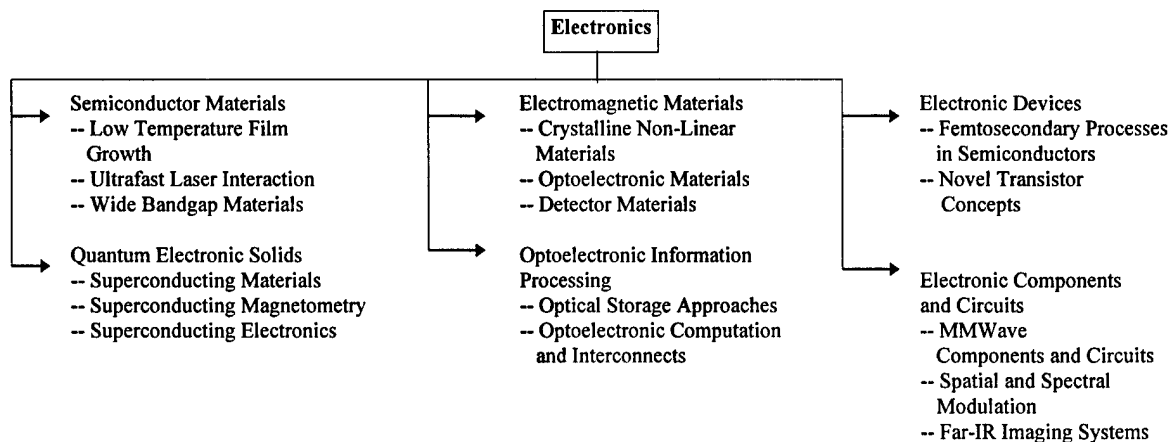 Electronics
Semiconductor Materials
-- Low Temperature Film
Growth
-- Ultrafast Laser Interaction
-- Wide Bandgap Materials
Quantum Electronic Solids
-- Superconducting Materials
-- Superconducting Magnetometry
-- Superconducting Electronics
Electromagnetic Materials
-- Crystalline Non-Linear
Materials
-- Optoelectronic Materials
-- Detector Materials
Optoelectronic Information
Processing
-- Optical Storage Approaches
-- Optoelectronic Computation
and Interconnects
Electronic Devices
-- Femtosecondary Processes
in Semiconductors
-- Novel Transistor
Concepts
Electronic Components
and Circuits
-- MMWave
Components and Circuits
-- Spatial and Spectral
Modulation
-- Far-IR Imaging Systems